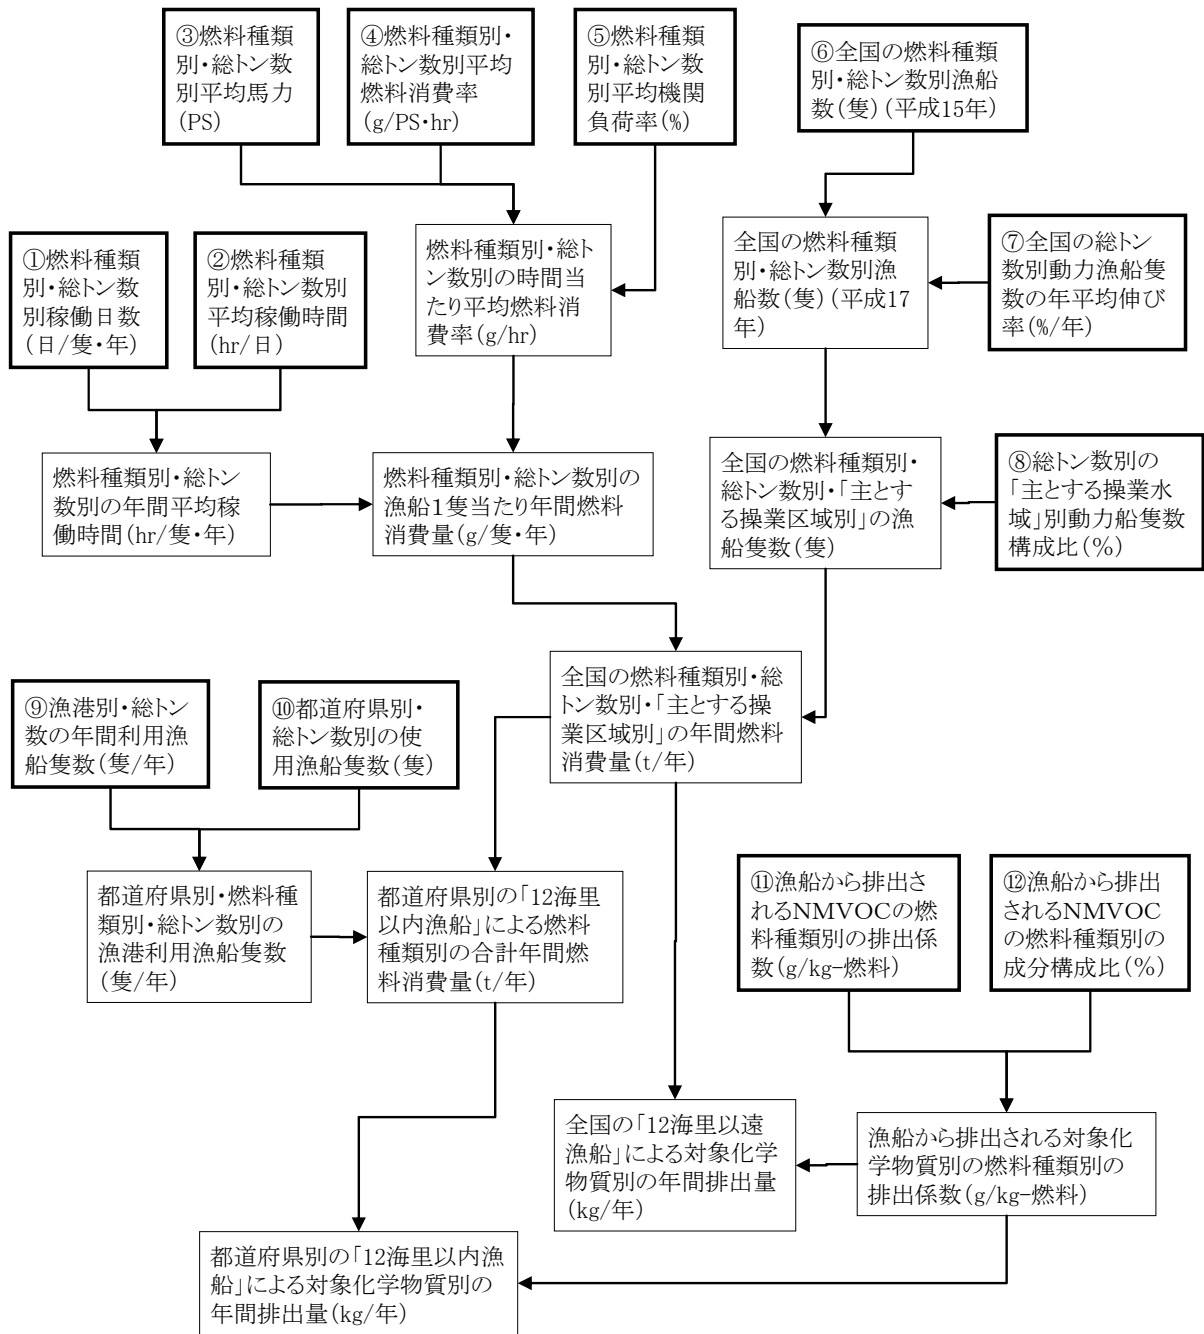 ③燃料種類
別・総トン数
別平均馬力
(PS)
④燃料種類別・
総トン数別平均
燃料消費率
(g/PS・hr)
⑤燃料種類
別・総トン数
別平均機関
負荷率(%)
⑥全国の燃料種
類別・総トン数別漁船
数(隻)(平成15年)
①燃料種類
別・総トン数
別稼働日数
(日/隻・年)
②燃料種類
別・総トン数別
平均稼働時間
(hr/日)
燃料種類別・総ト
ン数別の時間当
たり平均燃料消
費率(g/hr)
全国の燃料種類
別・総トン数別漁
船数(隻)(平成17
年)
⑦全国の総トン
数別動力漁船隻
数の年平均伸び
率(%/年)
燃料種類別・総トン
数別の年間平均稼
働時間(hr/隻・年)
燃料種類別・総トン数別の
漁船1隻当たり年間燃料
消費量(g/隻・年)
全国の燃料種類別・
総トン数別・「主とす
る操業区域別」の漁
船隻数(隻)
⑧総トン数別の
「主とする操業水
域」別動力船隻数
構成比(%)
全国の燃料種類別・総
トン数別・「主とする操
業区域別」の年間燃料
消費量(t/年)
⑨漁港別・総トン
数の年間利用漁
船隻数(隻/年)
⑩都道府県別・
総トン数別の使
用漁船隻数(隻)
都道府県別・燃料種
類別・総トン数別の
漁港利用漁船隻数
(隻/年)
都道府県別の「12海里
以内漁船」による燃料
種類別の合計年間燃
料消費量(t/年)
⑪漁船から排出さ
れるNMVOCの燃
料種類別の排出係
数(g/kg-燃料)
⑫漁船から排出
されるNMVOC
の燃料種類別の
成分構成比(%)
全国の「12海里以遠
漁船」による対象化学
物質別の年間排出量
(kg/年)
漁船から排出される対象化
学物質別の燃料種類別の
排出係数(g/kg-燃料)
都道府県別の「12海里以内漁
船」による対象化学物質別の
年間排出量(kg/年)